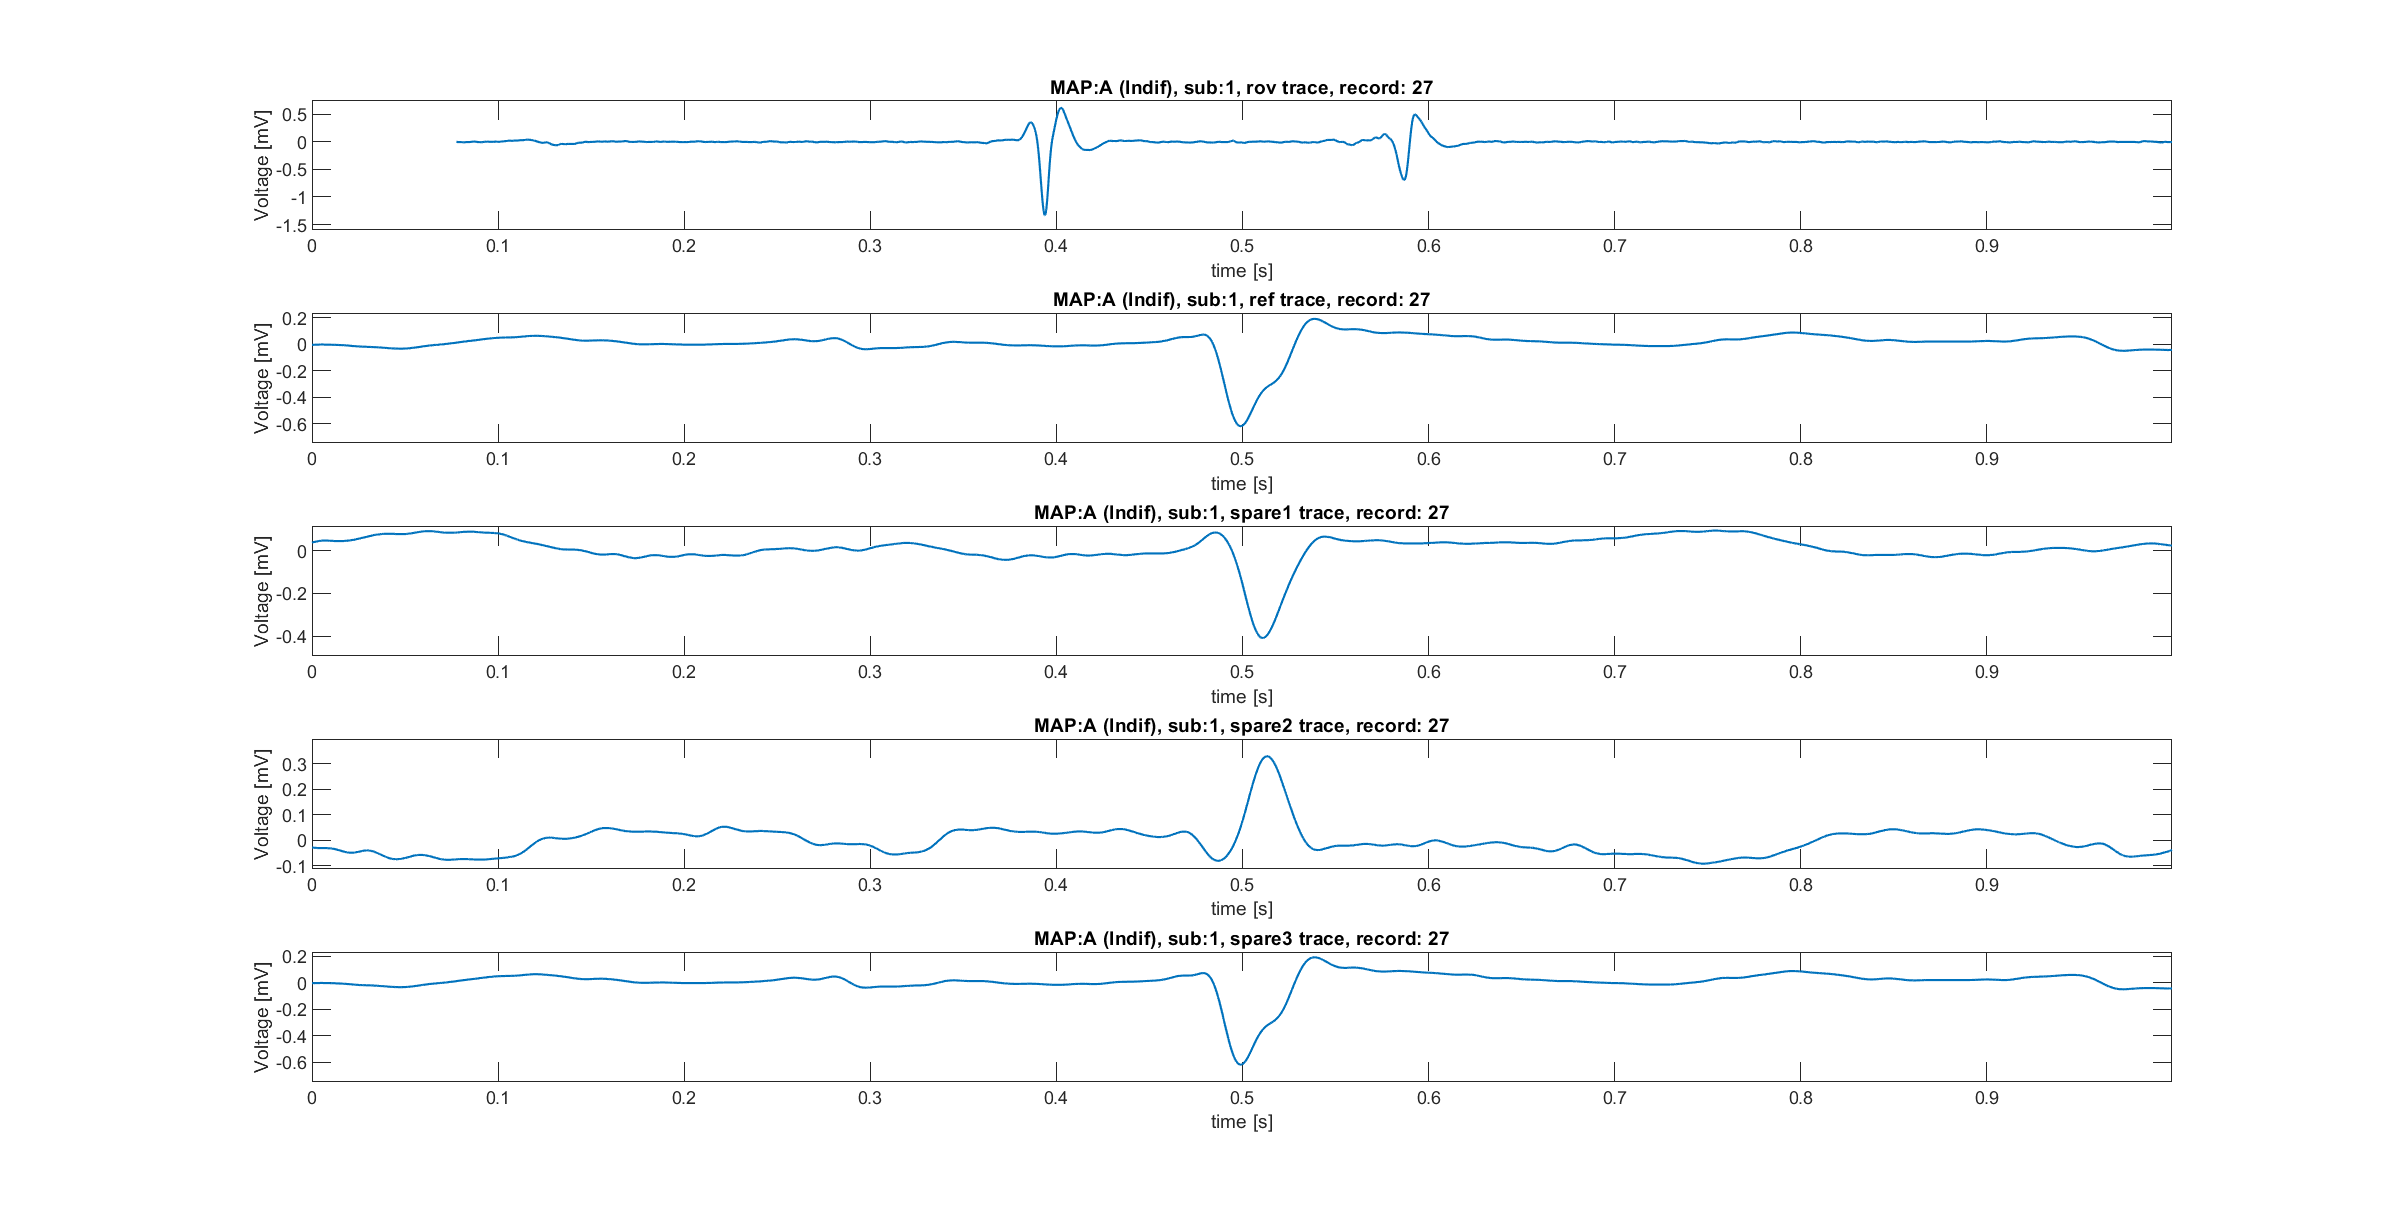 MAP:A (Indif), sub:1, rov trace, record: 27
Voltage [mV]
0.5
0
-0.5
-1
-1.5
0 0.1 0.2 0.3 0.4 0.5 0.6 0.7 0.8 0.9
time [s]
MAP:A (Indif), sub:1, ref trace, record: 27
Voltage [mV]
0.2
0
-0.2
-0.4
-0.6
0 0.1 0.2 0.3 0.4 0.5 0.6 0.7 0.8 0.9
time [s]
MAP:A (Indif), sub:1, spare1 trace, record: 27
Voltage [mV]
0
-0.2
-0.4
0 0.1 0.2 0.3 0.4 0.5 0.6 0.7 0.8 0.9
time [s]
MAP:A (Indif), sub:1, spare2 trace, record: 27
Voltage [mV]
0.3
0.2
0.1
0
-0.1
0 0.1 0.2 0.3 0.4 0.5 0.6 0.7 0.8 0.9
time [s]
MAP:A (Indif), sub:1, spare3 trace, record: 27
Voltage [mV]
0.2
0
-0.2
-0.4
-0.6
0 0.1 0.2 0.3 0.4 0.5 0.6 0.7 0.8 0.9
time [s]